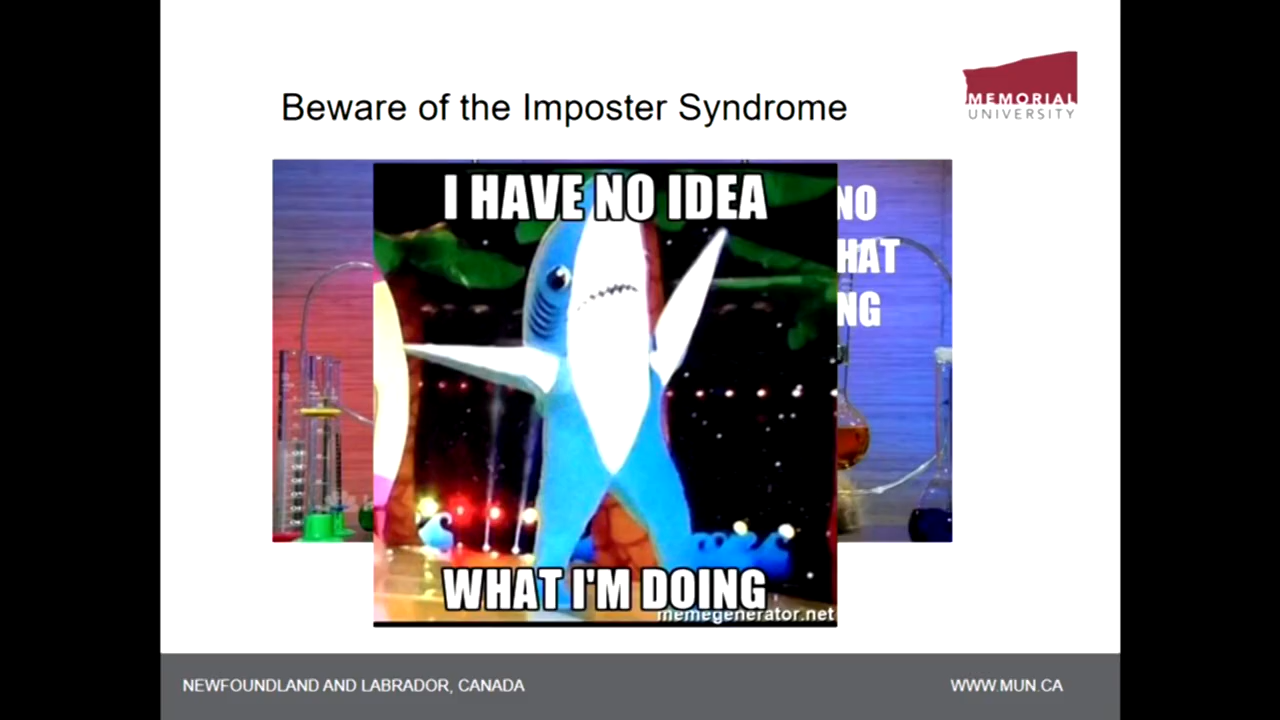 Beware of the Imposter Syndrome
MEMORIAL
UNIVERSITY
I HAVE NO IDEA
NO
HAT
NG
WHAT I'M DOING
memegenerator.net
NEWFOUNDLAND AND LABRADOR, CANADA
WWW.MUN.CA